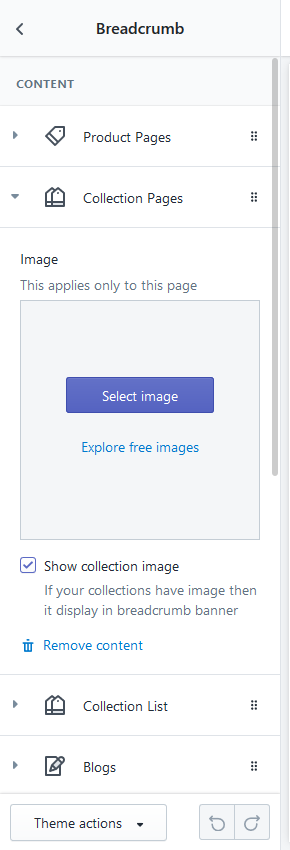 Breadcrumb
CONTENT
Product Pages
Collection Pages
Image
This applies only to this page
Select image
Explore free images
Show collection image
If your collections have image then
it display in breadcrumb banner
Remove content
Collection List
Blogs
Theme actions